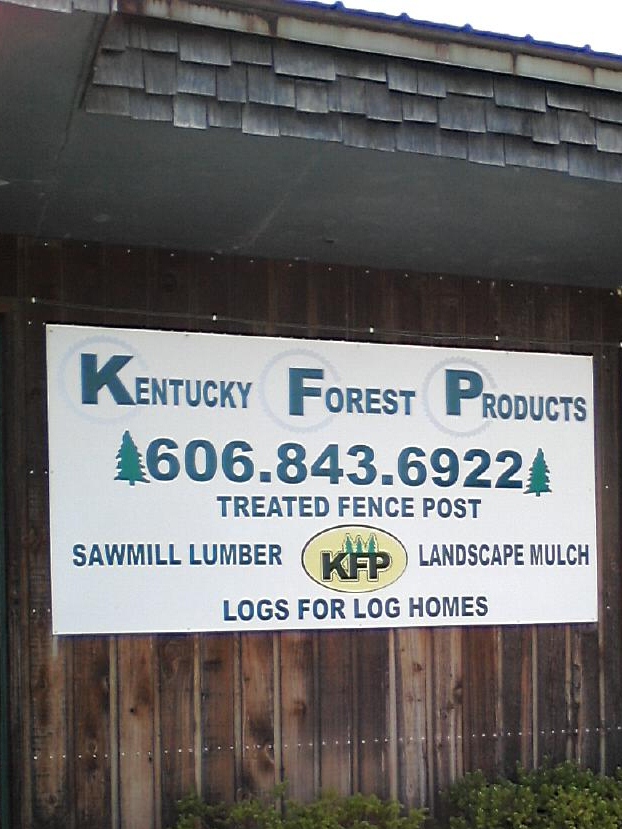 KENTUCKY FOREST PRODUCTS
606.843.6922
TREATED FENCE POST
SAWMILL LUMBER KFP LANDSCAPE MULCH
LOGS FOR LOG HOMES